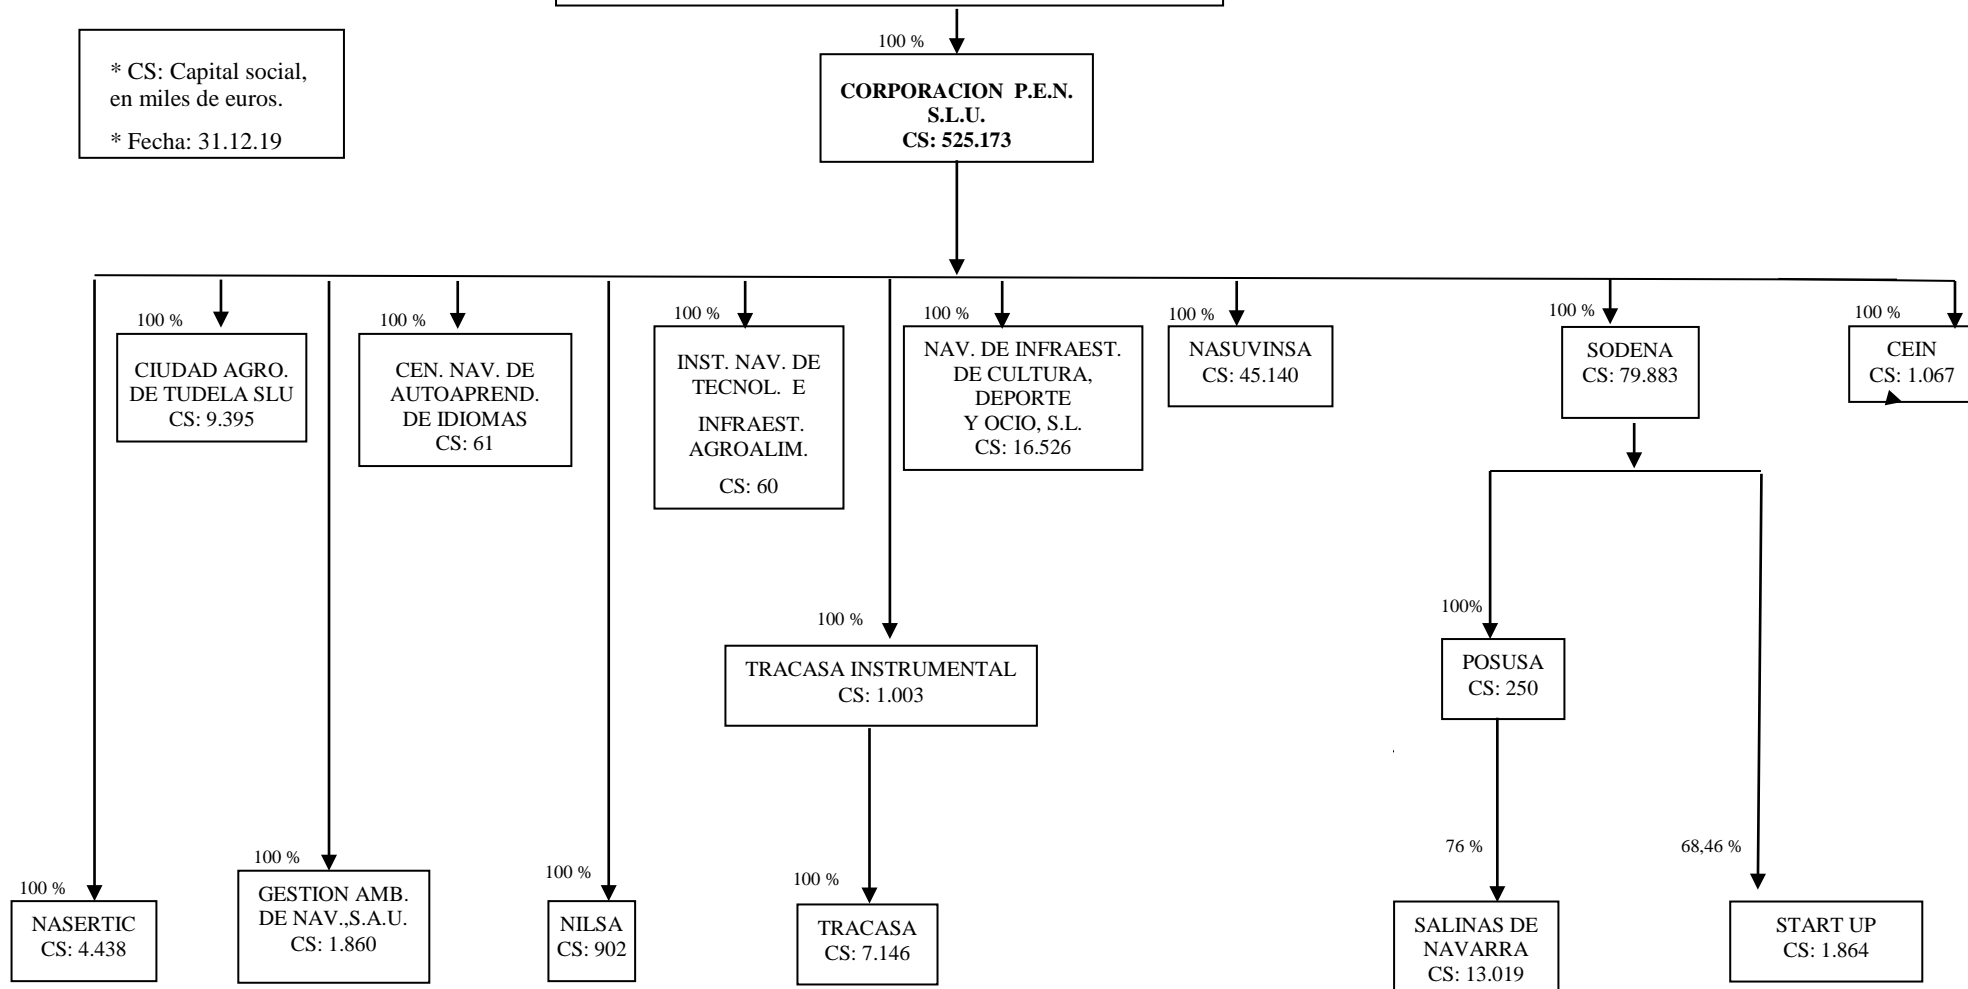 100 %
* CS: Capital social,
en miles de euros.
* Fecha: 31.12.19
CORPORACION P.E.N.
S.L.U.
CS: 525.173
100 %
CIUDAD AGRO.
DE TUDELA SLU
CS: 9.395
100 %
CEN. NAV. DE
AUTOAPREND.
DE IDIOMAS
CS: 61
100 %
INST. NAV. DE
TECNOL. E
INFRAEST.
AGROALIM.
CS: 60
100 %
NAV. DE INFRAEST.
DE CULTURA,
DEPORTE
Y OCIO, S.L.
CS: 16.526
100 %
NASUVINSA
CS: 45.140
100 %
SODENA
CS: 79.883
100 %
CEIN
CS: 1.067
100 %
TRACASA INSTRUMENTAL
CS: 1.003
100%
POSUSA
CS: 250
100 %
NASERTIC
CS: 4.438
100 %
GESTION AMB.
DE NAV.,S.A.U.
CS: 1.860
100 %
NILSA
CS: 902
100 %
TRACASA
CS: 7.146
76 %
SALINAS DE
NAVARRA
CS: 13.019
68,46 %
START UP
CS: 1.864